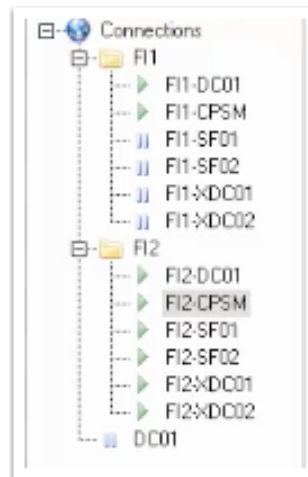 Connections
FI1
FI1-DC01
FI1-CPSM
FI1-SF01
FI1-SF02
FI1-XDC01
FI1-XDC02
FI2
FI2-DC01
FI2-CPSM
FI2-SF01
FI2-SF02
FI2-XDC01
FI2-XDC02
DC01